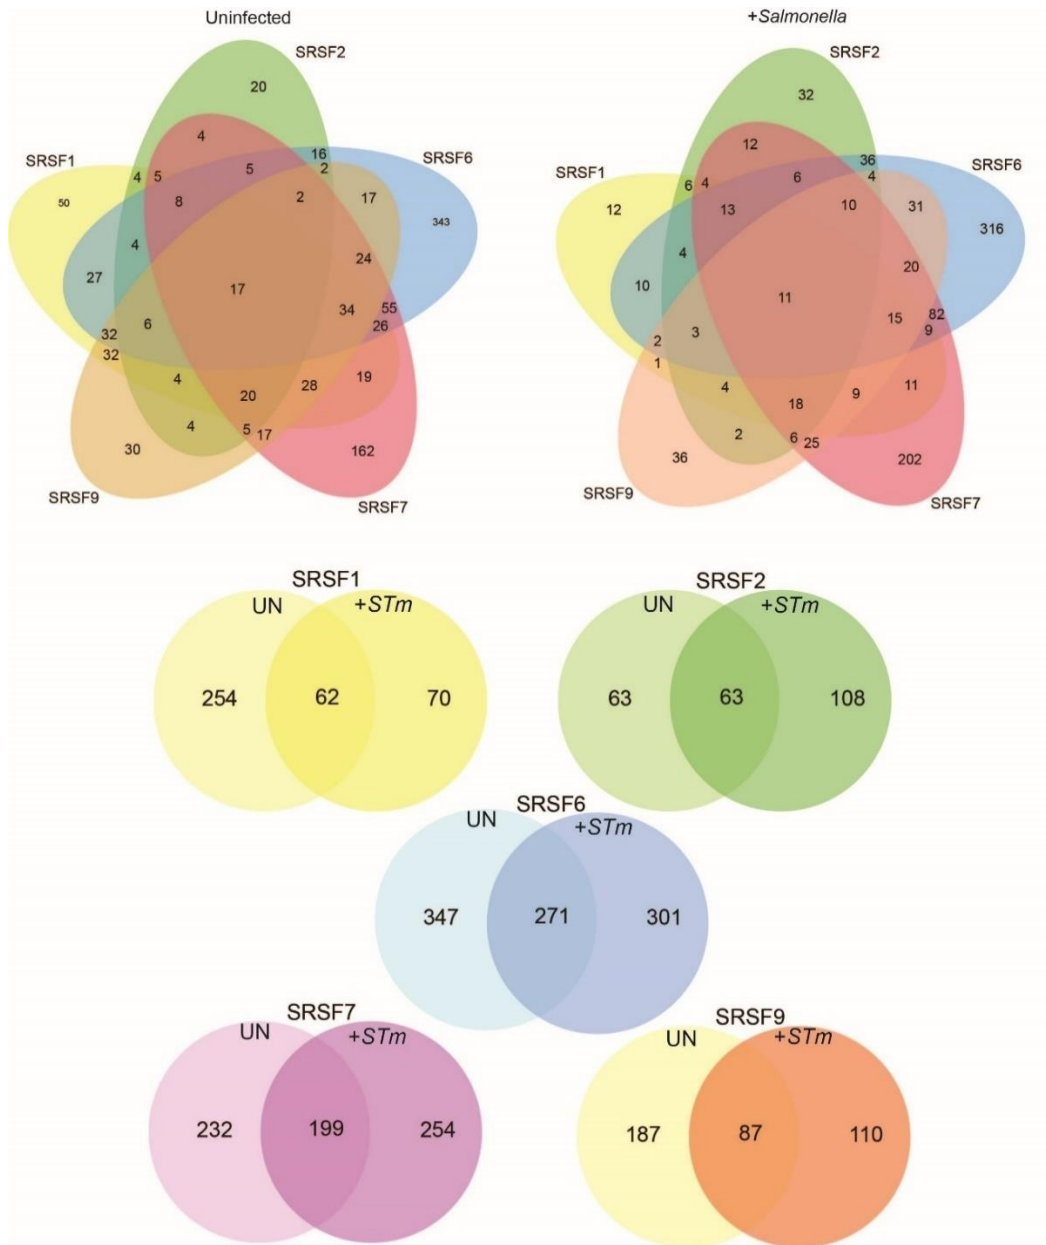 Uninfected
+Salmonella
SRSF2
SRSF2
20
32
4
12
SRSF1
16
SRSF6
SRSF1
36
SRSF6
4
5
5
2
6
4
6
4
50
8
2
17
343
12
13
10
31
316
4
24
4
20
27
17
10
11
34
55
15
82
32
6
26
2
3
9
32
1
4
20
28
19
4
18
9
11
4
5
17
2
6
25
30
162
36
202
SRSF9
SRSF7
SRSF9
SRSF7
SRSF1
UN
+STm
254
62
70
SRSF2
UN
+STm
63
63
108
SRSF6
UN
+STm
347
271
301
SRSF7
UN
+STm
232
199
254
SRSF9
UN
+STm
187
87
110